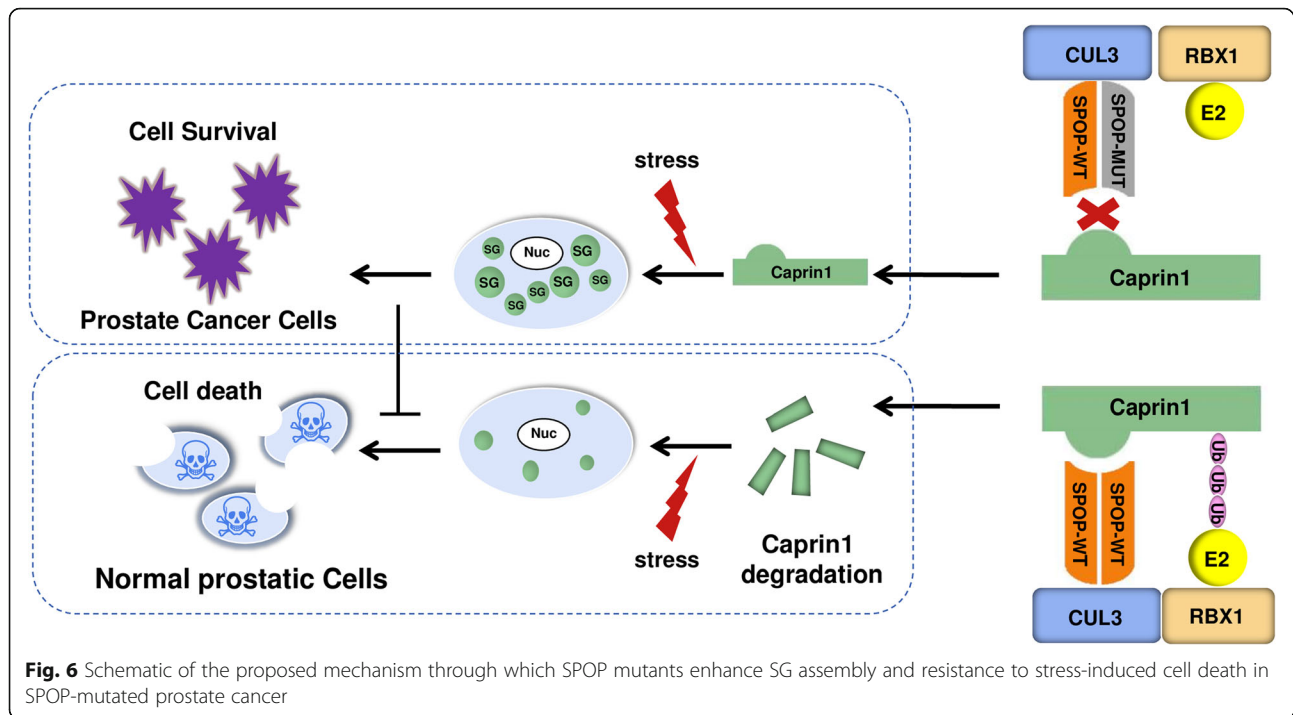 CUL3
RBX1
SPOP-WT
SPOP-MUT
E2
Cell Survival
stress
SG
SG
Nuc
SG
SG
SG
SG
SG
SG
Caprin1
Caprin1
Prostate Cancer Cells
Cell death
Caprin1
Nuc
Ub
Ub
Ub
SPOP-WT
SPOP-WT
stress
Caprin1
degradation
E2
Normal prostatic Cells
CUL3
RBX1
Fig. 6 Schematic of the proposed mechanism through which SPOP mutants enhance SG assembly and resistance to stress-induced cell death in
SPOP-mutated prostate cancer